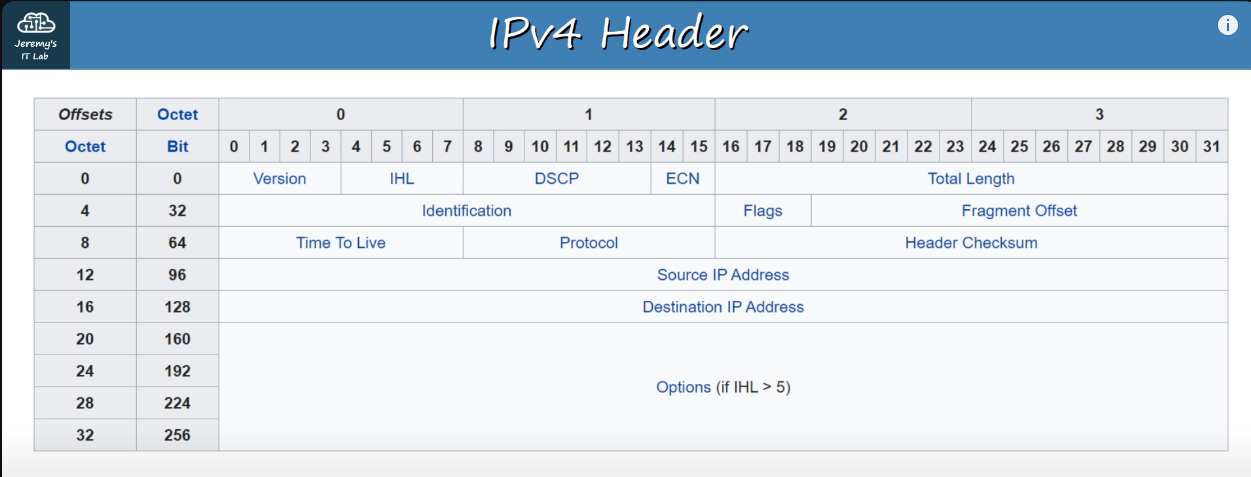 Jeremy's
IT Lab
IPv4 Header
i
Offsets Octet 0 1 2 3
Octet Bit 0 1 2 3 4 5 6 7 8 9 10 11 12 13 14 15 16 17 18 19 20 21 22 23 24 25 26 27 28 29 30 31
0 0 Version IHL DSCP ECN Total Length
4 32 Identification Flags Fragment Offset
8 64 Time To Live Protocol Header Checksum
12 96 Source IP Address
16 128 Destination IP Address
20 160
24 192
Options (if IHL > 5)
28 224
32 256